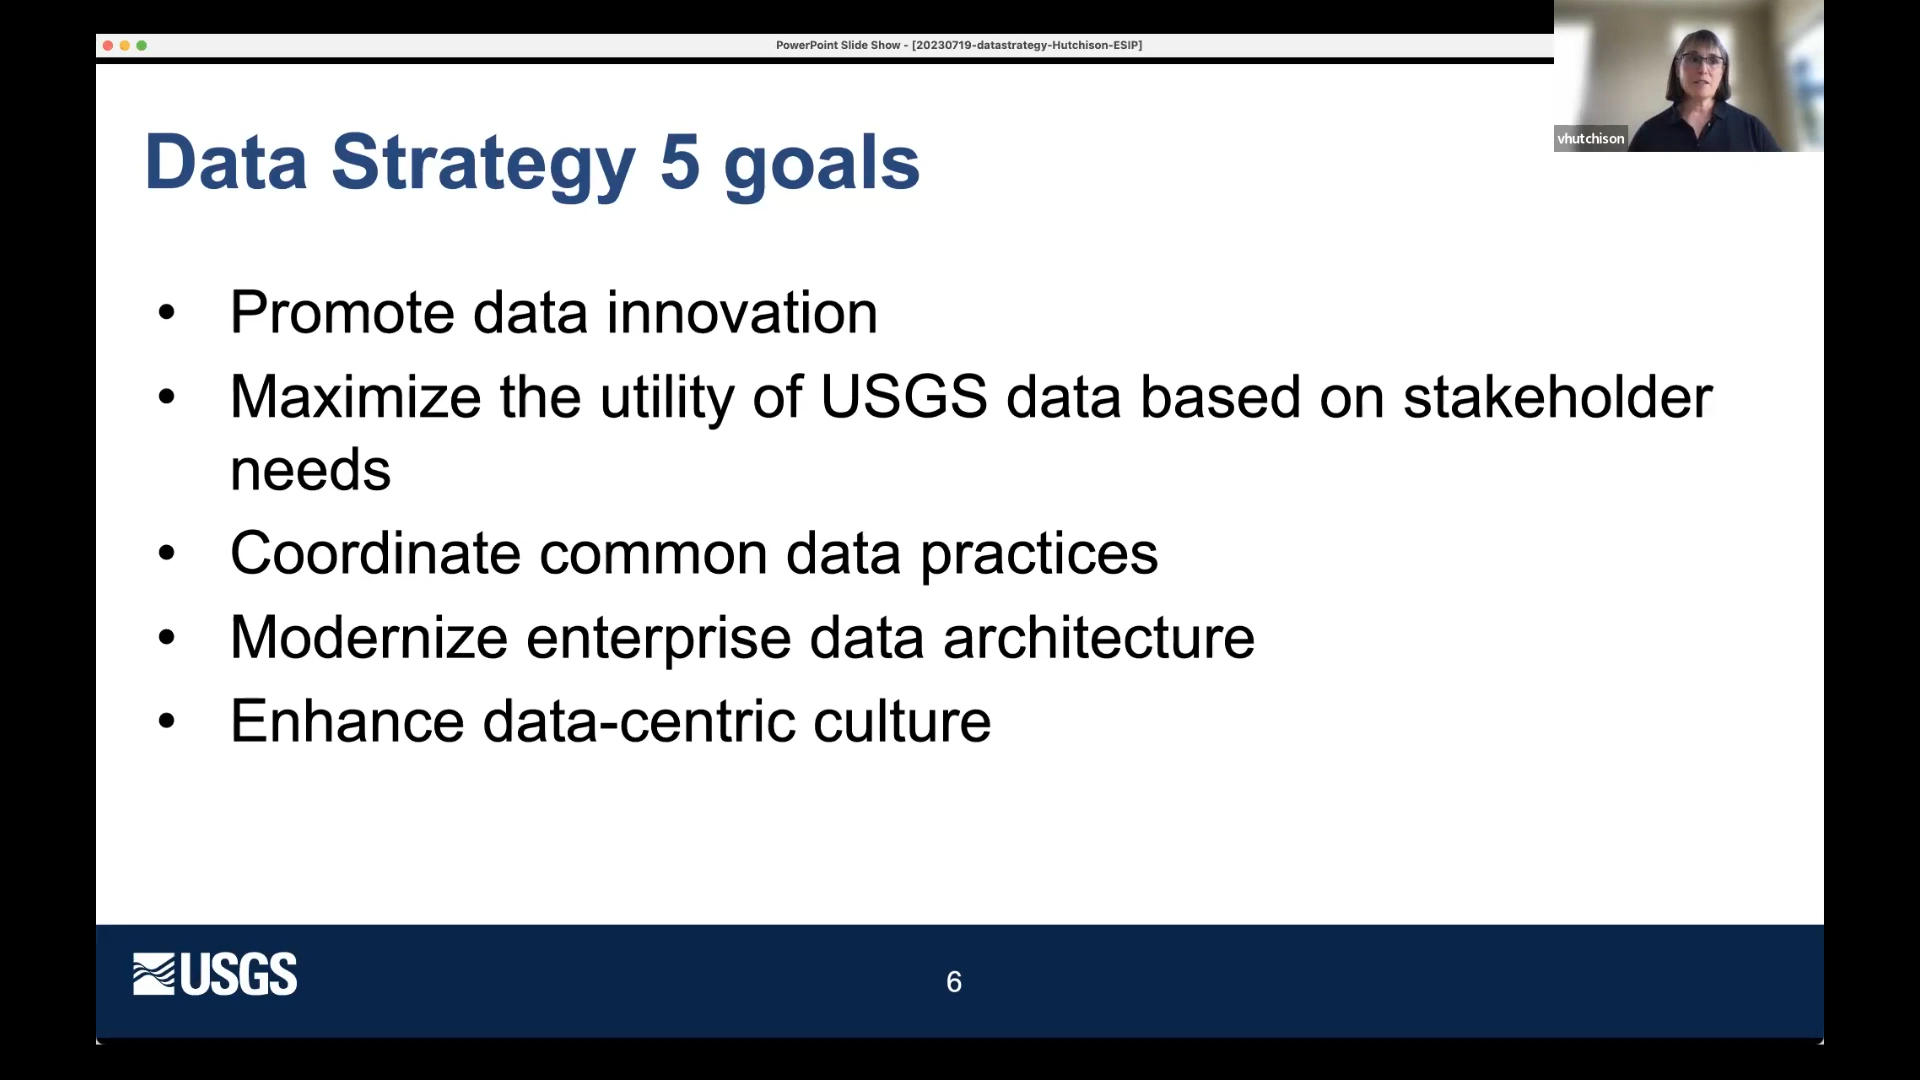 PowerPoint Slide Show - [20230719-datastrategy-Hutchison-ESIP]
vhutchison
Data Strategy 5 goals
• Promote data innovation
• Maximize the utility of USGS data based on stakeholder
needs
• Coordinate common data practices
• Modernize enterprise data architecture
• Enhance data-centric culture
USGS
6